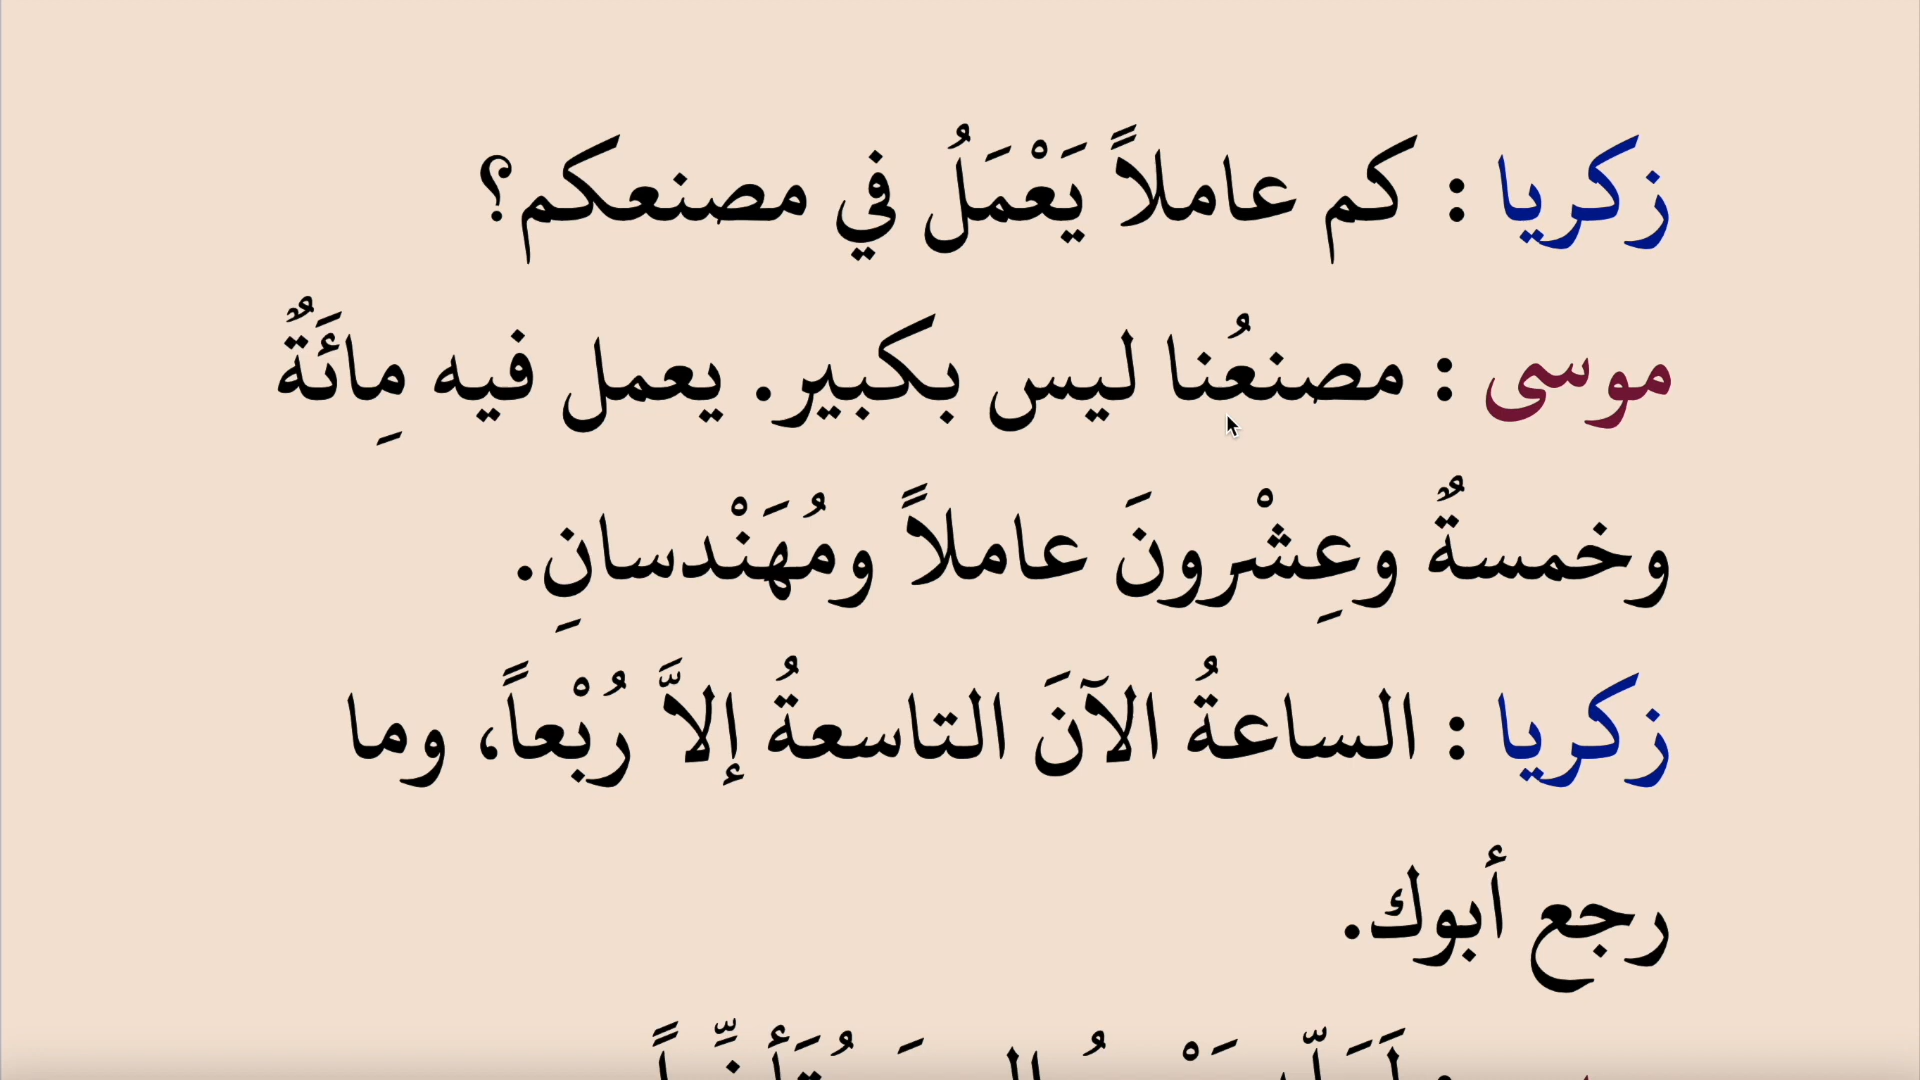 زكريا : كم عاملاً يَعْمَلُ في مصنعكم؟
موسى : مصنعُنا ليس بكبير. يعمل فيه مِائَةٌ
وخمسةٌ وعِشْرونَ عاملاً ومُهَنْدسانِ.
زكريا : الساعةُ الآنَ التاسعةُ إلاَّ رُبْعاً، وما
رجع أبوك.